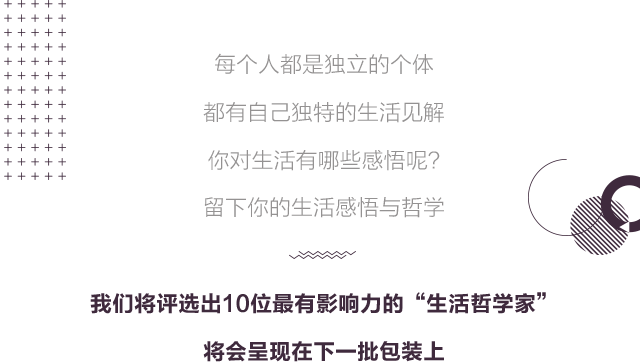 每个人都是独立的个体
都有自己独特的生活见解
你对生活有哪些感悟呢?
留下你的生活感悟与哲学
我们将评选出10位最有影响力的“生活哲学家”
将会呈现在下一批包装上